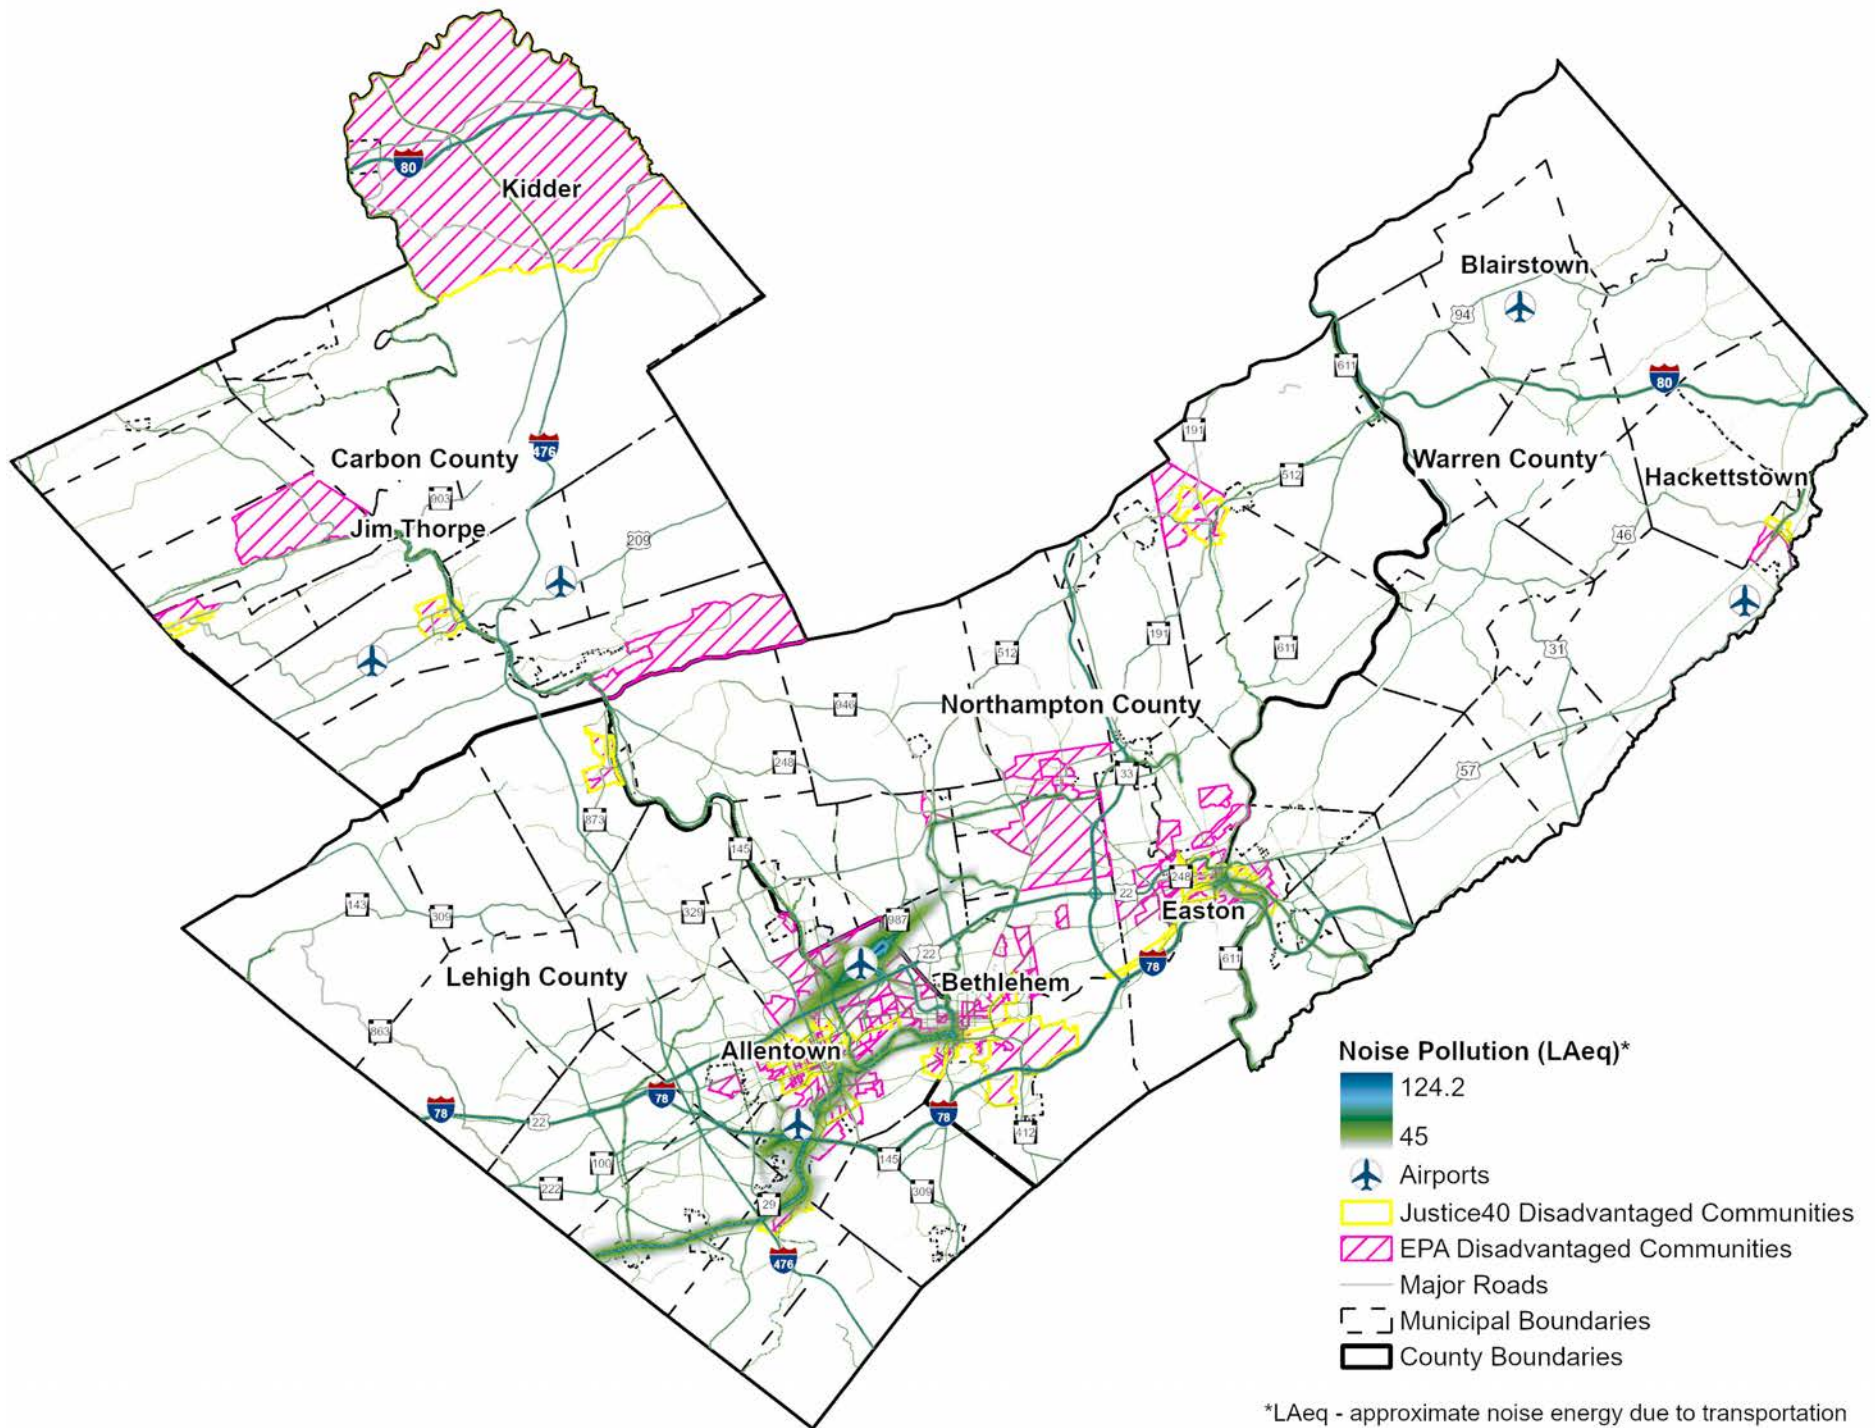 80
Kidder
Blairstown
94
611
80
191
Carbon County
476
512
Warren County
Hackettstown
903
Jim Thorpe
209
46
191
512
611
31
946
Northampton County
248
33
57
873
145
248
22
143
309
329
987
Easton
22
611
78
Lehigh County
Bethlehem
863
Allentown
78
78
22
78
412
145
100
222
309
29
476
Noise Pollution (LAeq)*
124.2
45
Airports
Justice40 Disadvantaged Communities
EPA Disadvantaged Communities
Major Roads
Municipal Boundaries
County Boundaries
*LAeq - approximate noise energy due to transportation